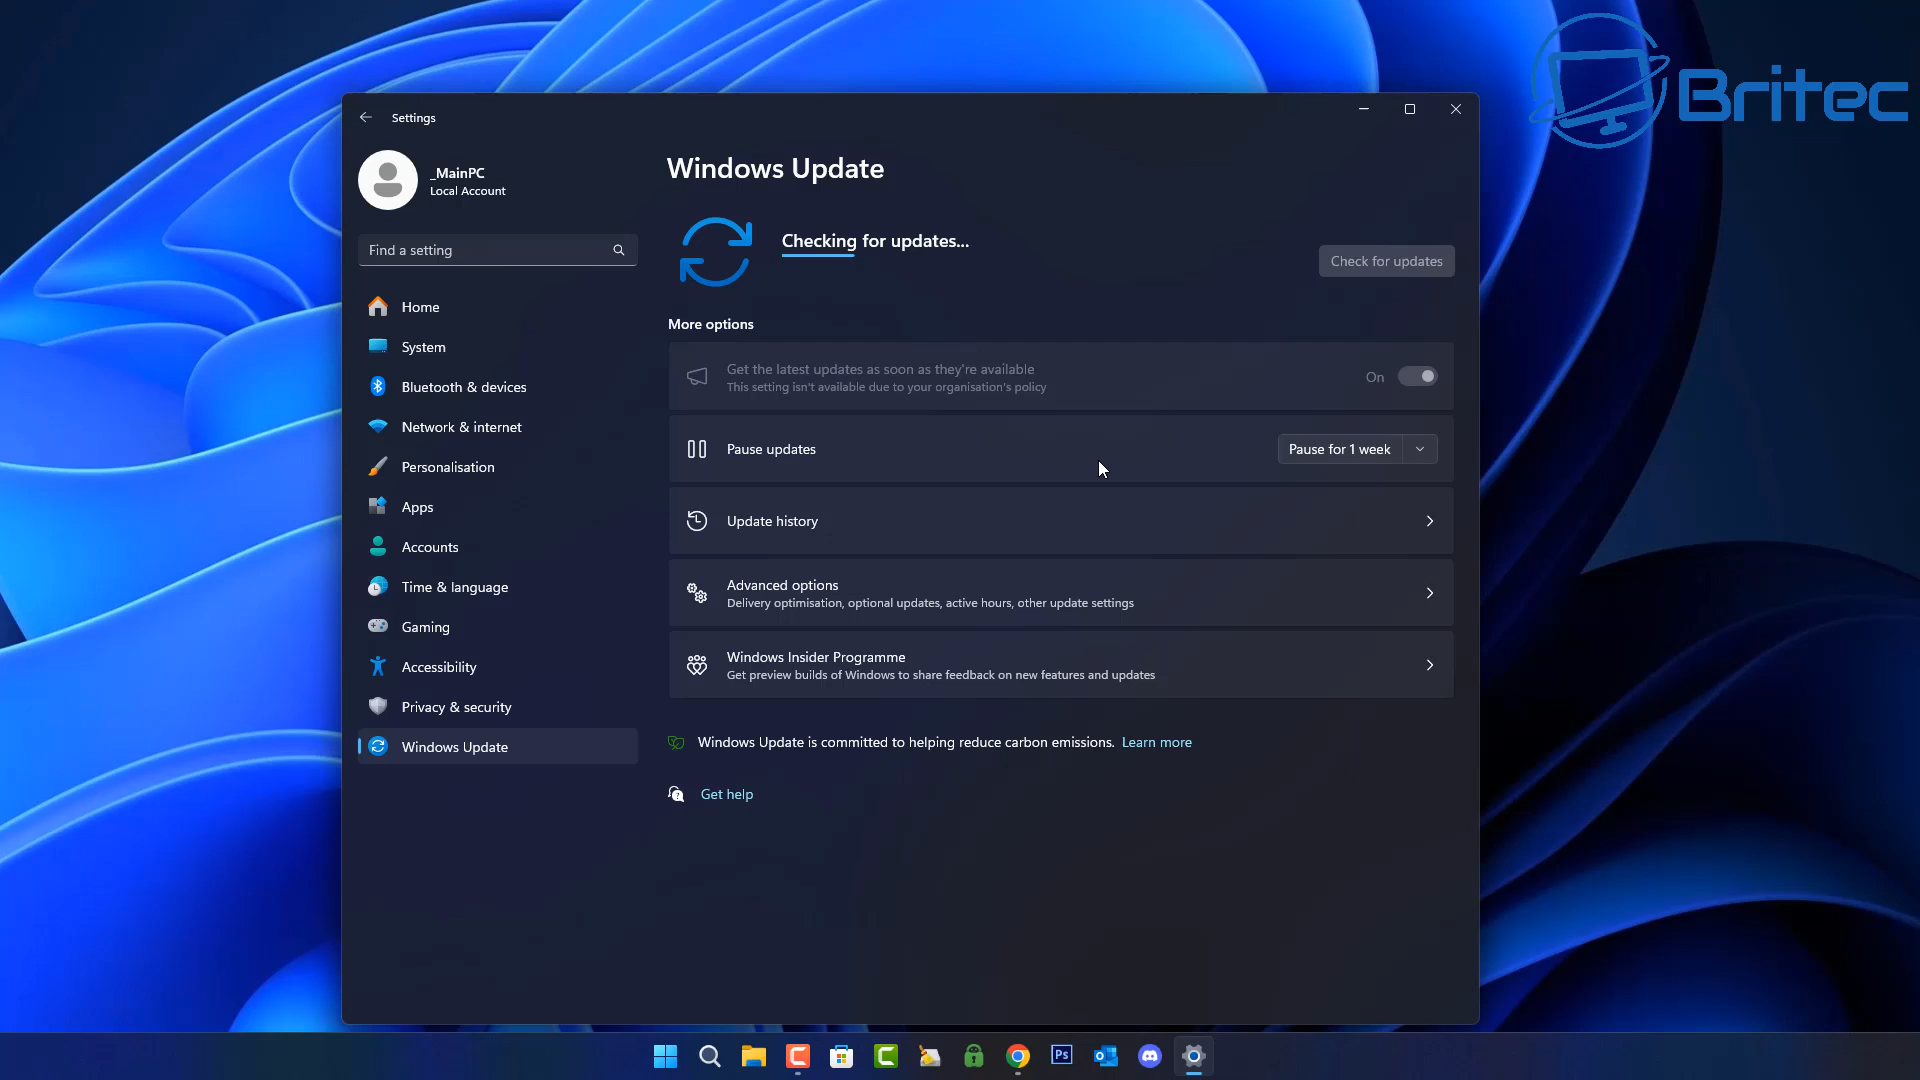 Britec
Settings
_MainPC
Local Account
Find a setting
Home
System
Bluetooth & devices
Network & internet
Personalisation
Apps
Accounts
Time & language
Gaming
Accessibility
Privacy & security
Windows Update
Windows Update
Checking for updates...
Check for updates
More options
Get the latest updates as soon as they're available
This setting isn't available due to your organisation's policy
On
Pause updates
Pause for 1 week
Update history
Advanced options
Delivery optimisation, optional updates, active hours, other update settings
Windows Insider Programme
Get preview builds of Windows to share feedback on new features and updates
Windows Update is committed to helping reduce carbon emissions. Learn more
Get help
Ps